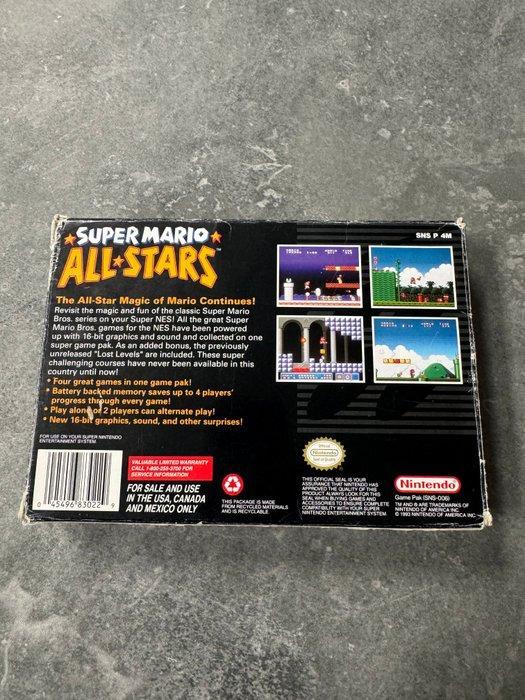 SUPER MARIO
ALL★STARS
SNS P 4M
The All-Star Magic of Mario Continues!
Revisit the magic and fun of the classic Super Mario
Bros. series on your Super NES! All the great Super
Mario Bros. games for the NES have been powered
up with 16-bit graphics and sound and collected on one
super game pak. As an added bonus, the previously
unreleased "Lost Levels" are included. These super
challenging courses have never been available in this
country until now!
• Four great games in one game pak!
• Battery backed memory saves up to 4 players'
progress through every game!
• Play alone or 2 players can alternate play!
• New 16-bit graphics, sound, and other surprises!
FOR USE ON YOUR SUPER NINTENDO
ENTERTAINMENT SYSTEM.
0 45496 83022 9
VALUABLE LIMITED WARRANTY
CALL 1-800-255-3700 FOR
SERVICE INFORMATION
FOR SALE AND USE
IN THE USA, CANADA
AND MEXICO ONLY
THIS PACKAGE IS MADE
FROM RECYCLED MATERIALS
AND IS RECYCLABLE.
Official
Nintendo
Seal of Quality
THIS OFFICIAL SEAL IS YOUR
ASSURANCE THAT NINTENDO HAS
APPROVED THE QUALITY OF THIS
PRODUCT. ALWAYS LOOK FOR THIS
SEAL WHEN BUYING GAMES AND
ACCESSORIES TO ENSURE COMPLETE
COMPATIBILITY WITH YOUR SUPER
NINTENDO ENTERTAINMENT SYSTEM.
Nintendo
Game Pak (SNS-006)
TM AND ® ARE TRADEMARKS OF
NINTENDO OF AMERICA INC.
© 1993 NINTENDO OF AMERICA INC.